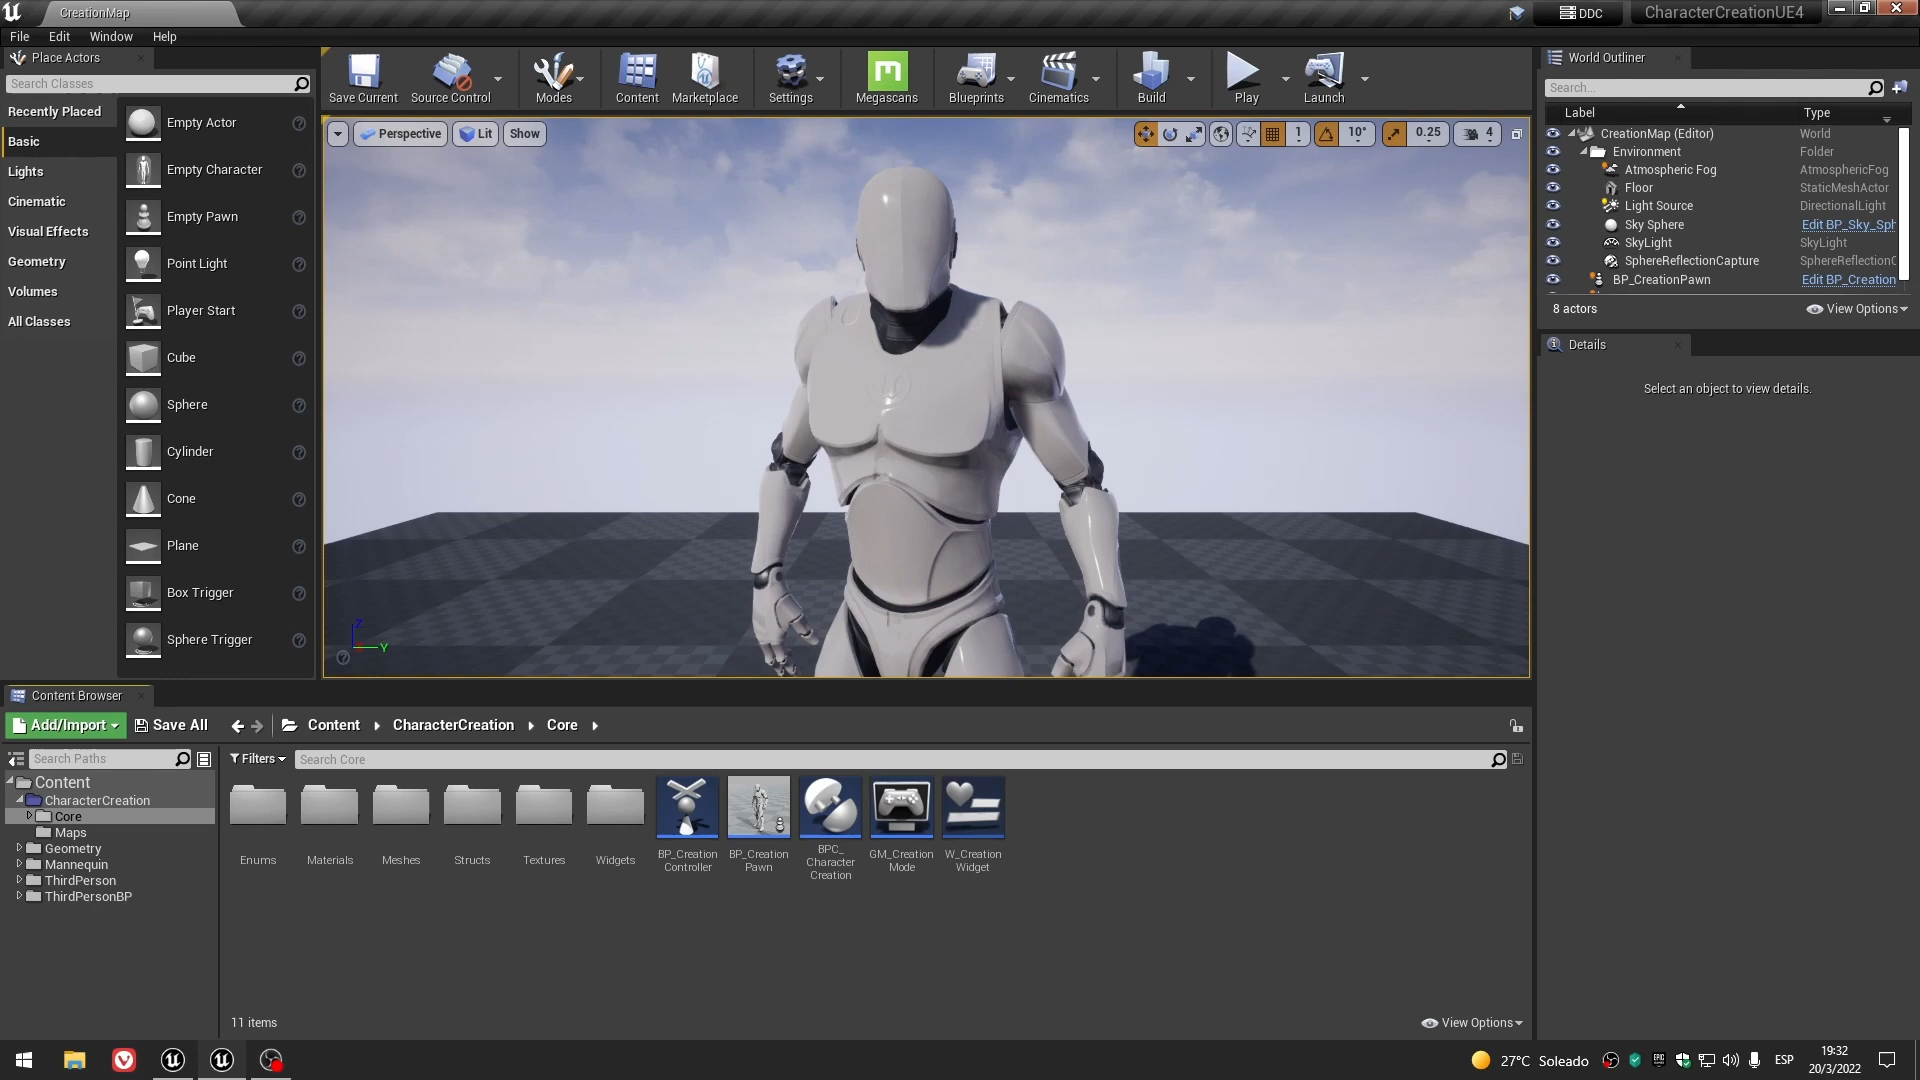 CreationMap
DDC
CharacterCreationUE4
File Edit Window Help
Place Actors
Search Classes
Recently Placed
Basic
Lights
Cinematic
Visual Effects
Geometry
Volumes
All Classes
Empty Actor
Empty Character
Empty Pawn
Point Light
Player Start
Cube
Sphere
Cylinder
Cone
Plane
Box Trigger
Sphere Trigger
Save Current
Source Control
Modes
Content
Marketplace
Settings
Megascans
Blueprints
Cinematics
Build
Play
Launch
Perspective
Lit
Show
1
10°
0.25
4
Z
Y
World Outliner
Search...
Label Type
CreationMap (Editor) World
Environment Folder
Atmospheric Fog AtmosphericFog
Floor StaticMeshActor
Light Source DirectionalLight
Sky Sphere Edit BP_Sky_Sph
SkyLight SkyLight
SphereReflectionCapture SphereReflectionC
BP_CreationPawn Edit BP_Creation
8 actors
View Options
Details
Select an object to view details.
Content Browser
Add/Import
Save All
Content
CharacterCreation
Core
Search Paths
Filters
Search Core
Content
CharacterCreation
Core
Maps
Geometry
Mannequin
ThirdPerson
ThirdPersonBP
Enums
Materials
Meshes
Structs
Textures
Widgets
BP_Creation
Controller
BP_Creation
Pawn
BPC_
Character
Creation
GM_Creation
Mode
W_Creation
Widget
11 items
View Options
27°C Soleado
ESP
19:32
20/3/2022